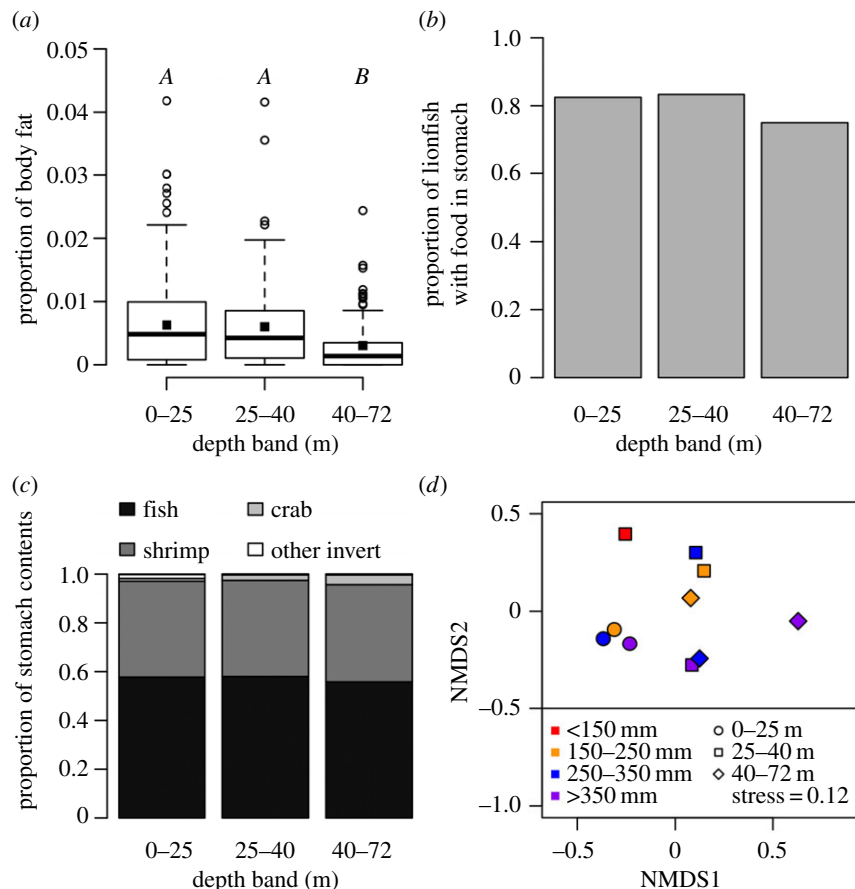 (a)
0.05
0.04
0.03
0.02
0.01
0
proportion of body fat
A A B
0–25 25–40 40–72
depth band (m)
(b)
1.0
0.8
0.6
0.4
0.2
0
proportion of lionfish
with food in stomach
0–25 25–40 40–72
depth band (m)
(c)
fish crab
shrimp other invert
1.0
0.8
0.6
0.4
0.2
0
proportion of stomach contents
0–25 25–40 40–72
depth band (m)
(d)
0.5
0
–0.5
–1.0
NMDS2
<150 mm 0–25 m
150–250 mm 25–40 m
250–350 mm 40–72 m
>350 mm stress = 0.12
–0.5 0 0.5
NMDS1